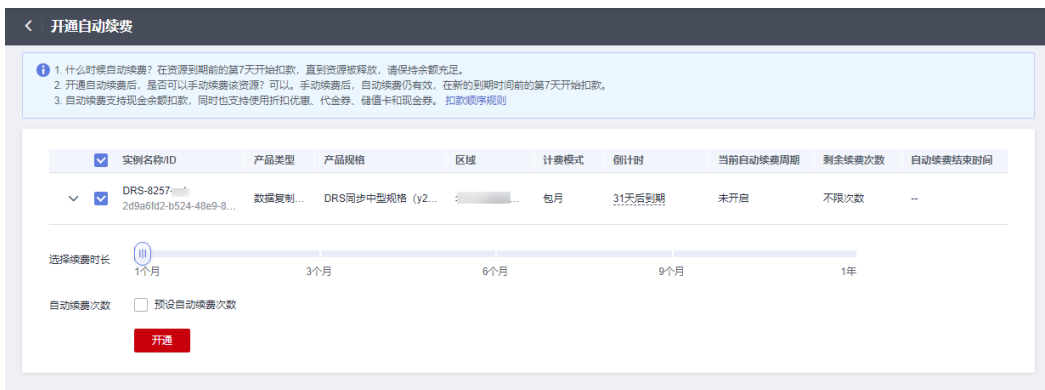 开通自动续费
1. 什么时候自动续费？在资源到期前的第7天开始扣款，直到资源被释放，请保持余额充足。
2. 开通自动续费后，是否可以手动续费该资源？可以。手动续费后，自动续费仍有效，在新的到期时间前的第7天开始扣款。
3. 自动续费支持现金余额扣款，同时也支持使用折扣优惠、代金券、储值卡和现金券。 扣款顺序规则
实例名称/ID 产品类型 产品规格 区域 计费模式 倒计时 当前自动续费周期 剩余续费次数 自动续费结束时间
DRS-8257-
2d9a6fd2-b524-48e9-8... 数据复制... DRS同步中型规格（y2... ... 包月 31天后到期 未开启 不限次数 --
选择续费时长
1个月 3个月 6个月 9个月 1年
自动续费次数 预设自动续费次数
开通